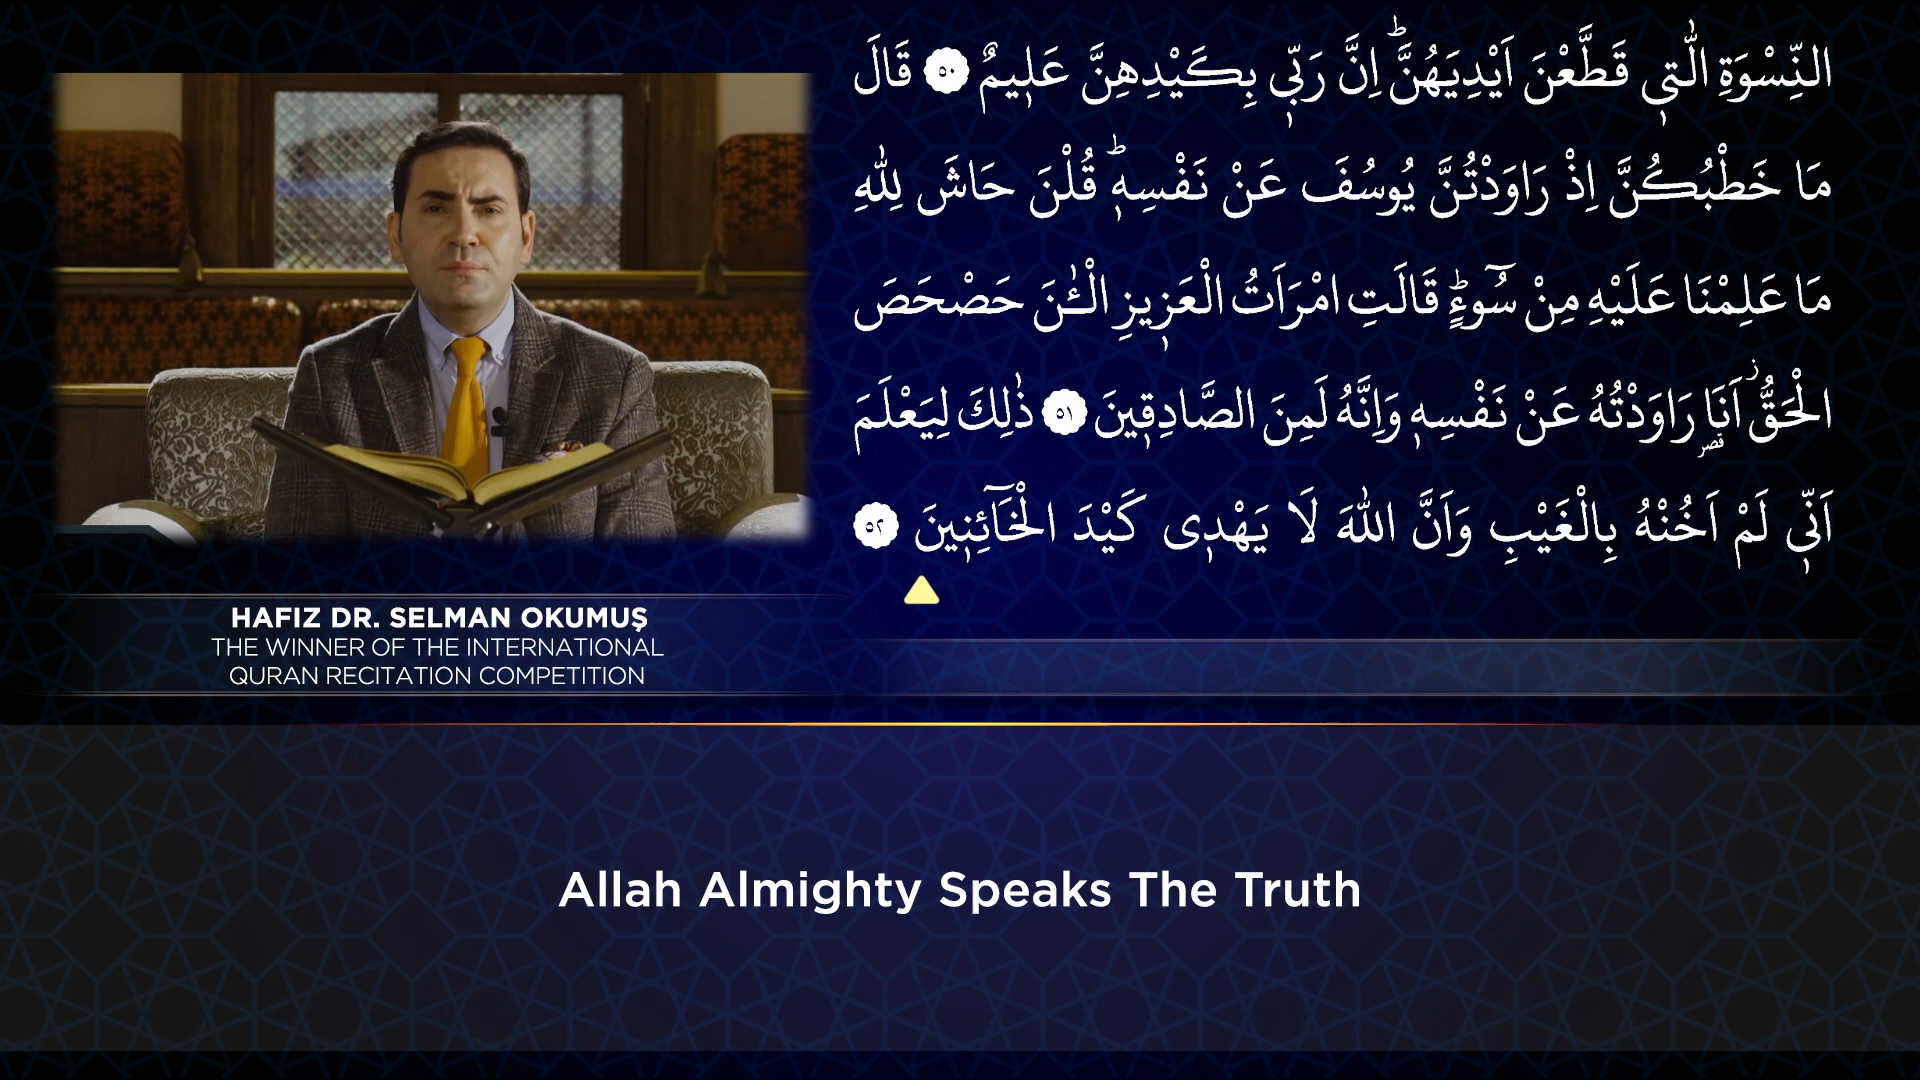 النِّسْوَةِ الّٰتٖي قَطَّعْنَ اَيْدِيَهُنَّؕ اِنَّ رَبّٖي بِكَيْدِهِنَّ عَلٖيمٌ ﴿٥٠﴾ قَالَ
مَا خَطْبُكُنَّ اِذْ رَاوَدْتُنَّ يُوسُفَ عَنْ نَفْسِهٖؕ قُلْنَ حَاشَ لِلّٰهِ
مَا عَلِمْنَا عَلَيْهِ مِنْ سُٓوءٍؕ قَالَتِ امْرَاَتُ الْعَزٖيزِ الْـٰٔنَ حَصْحَصَ
الْحَقُّؗ اَنَا۬ رَاوَدْتُهُ عَنْ نَفْسِهٖ وَاِنَّهُ لَمِنَ الصَّادِقٖينَ ﴿٥١﴾ ذٰلِكَ لِيَعْلَمَ
اَنّٖي لَمْ اَخُنْهُ بِالْغَيْبِ وَاَنَّ اللّٰهَ لَا يَهْدٖى كَيْدَ الْخَٓائِنٖينَ ﴿٥٢﴾
HAFIZ DR. SELMAN OKUMUŞ
THE WINNER OF THE INTERNATIONAL
QURAN RECITATION COMPETITION
Allah Almighty Speaks The Truth